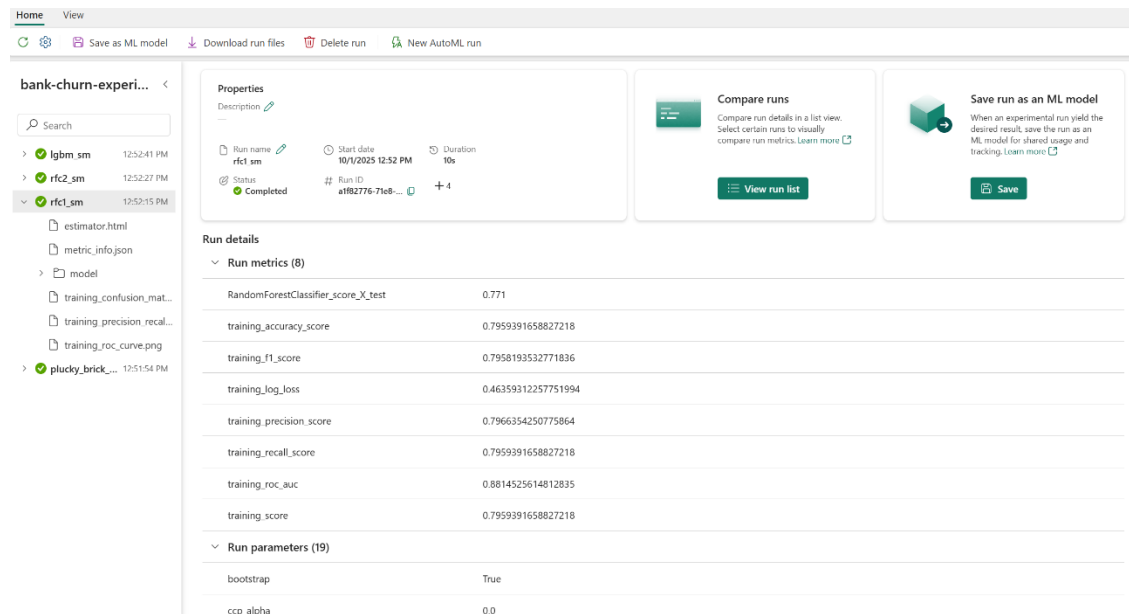 Home View
Save as ML model Download run files Delete run New AutoML run
bank-churn-experi...
Search
lgbm_sm 12:52:41 PM
rfc2_sm 12:52:27 PM
rfc1_sm 12:52:15 PM
estimator.html
metric_info.json
model
training_confusion_mat...
training_precision_recal...
training_roc_curve.png
plucky_brick_... 12:51:54 PM
Properties
Description
—
Run name
rfc1 sm
Start date
10/1/2025 12:52 PM
Duration
10s
Status
Completed
# Run ID
a1f82776-71e8-...
+4
Compare runs
Compare run details in a list view.
Select certain runs to visually
compare run metrics. Learn more
View run list
Save run as an ML model
When an experimental run yield the
desired result, save the run as an
ML model for shared usage and
tracking. Learn more
Save
Run details
Run metrics (8)
RandomForestClassifier_score_X_test 0.771
training_accuracy_score 0.7959391658827218
training_f1_score 0.7958193532771836
training_log_loss 0.46359312257751994
training_precision_score 0.7966354250775864
training_recall_score 0.7959391658827218
training_roc_auc 0.8814525614812835
training_score 0.7959391658827218
Run parameters (19)
bootstrap True
ccp_alpha 0.0